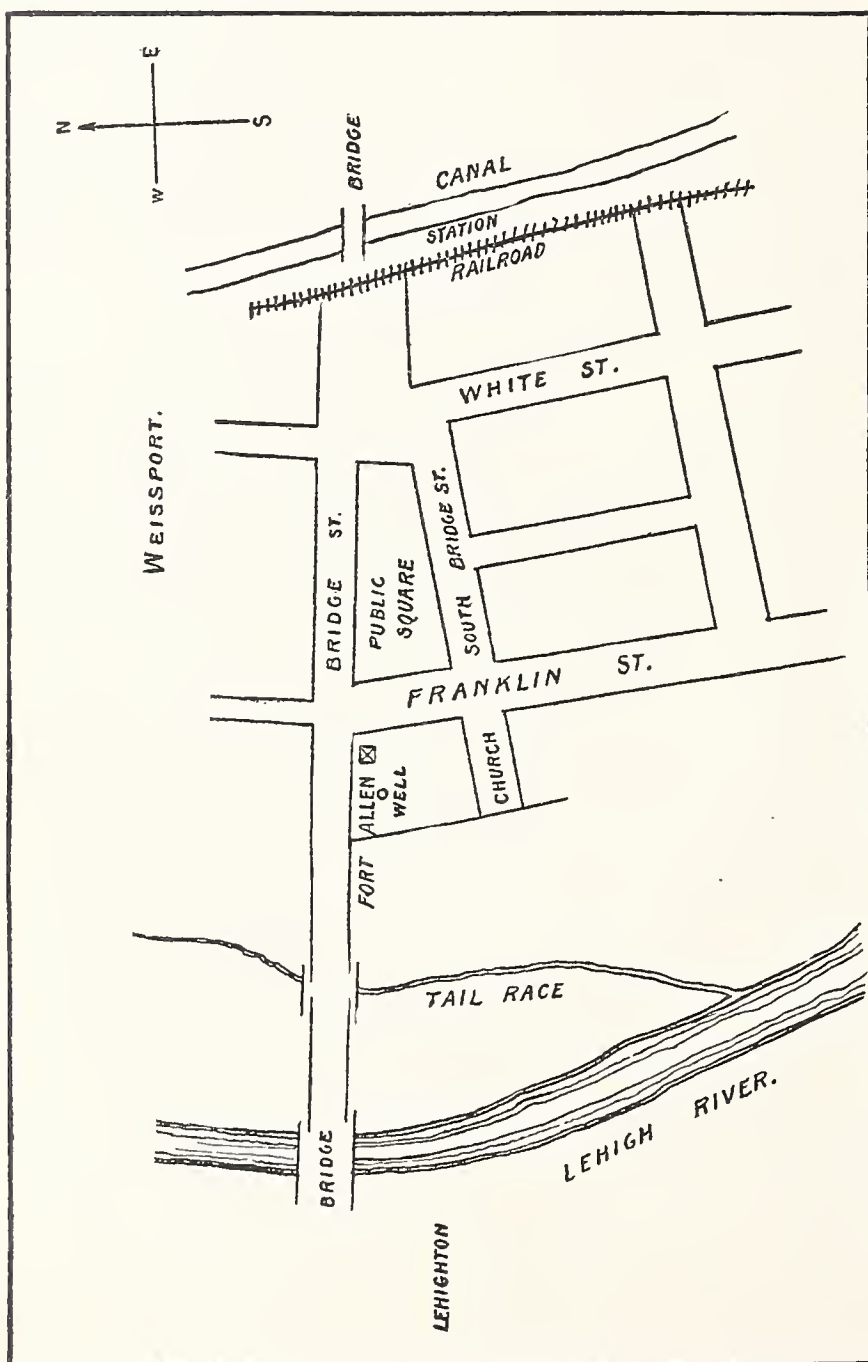 N
W
E
S
WEISSPORT.
BRIDGE
CANAL
STATION
RAILROAD
WHITE ST.
BRIDGE ST.
PUBLIC
SQUARE
SOUTH BRIDGE ST.
FRANKLIN ST.
FORT ALLEN
WELL
CHURCH
TAIL RACE
BRIDGE
LEHIGH RIVER.
LEHIGHTON